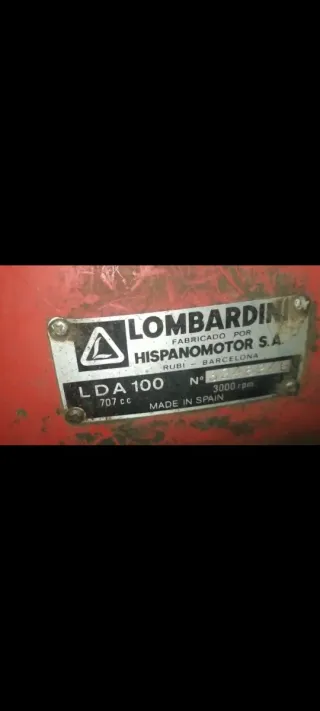 LOMBARDINI
FABRICADO POR
HISPANOMOTOR S.A.
RUBI - BARCELONA
LDA 100 Nº
707 cc 3000 rpm
MADE IN SPAIN